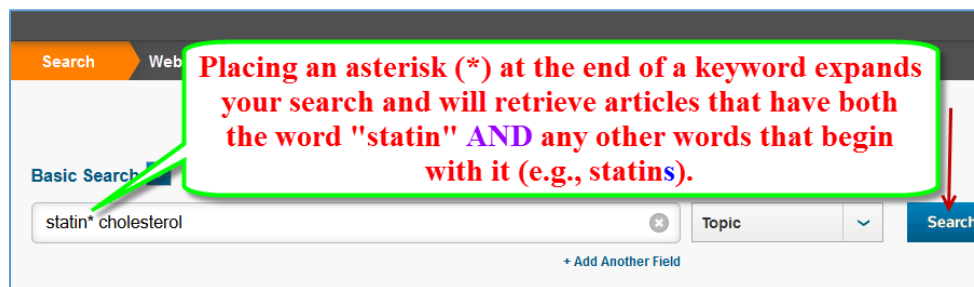 Search
Web
Placing an asterisk (*) at the end of a keyword expands
your search and will retrieve articles that have both
the word "statin" AND any other words that begin
with it (e.g., statins).
Basic Search
statin* cholesterol
Topic
Search
+ Add Another Field